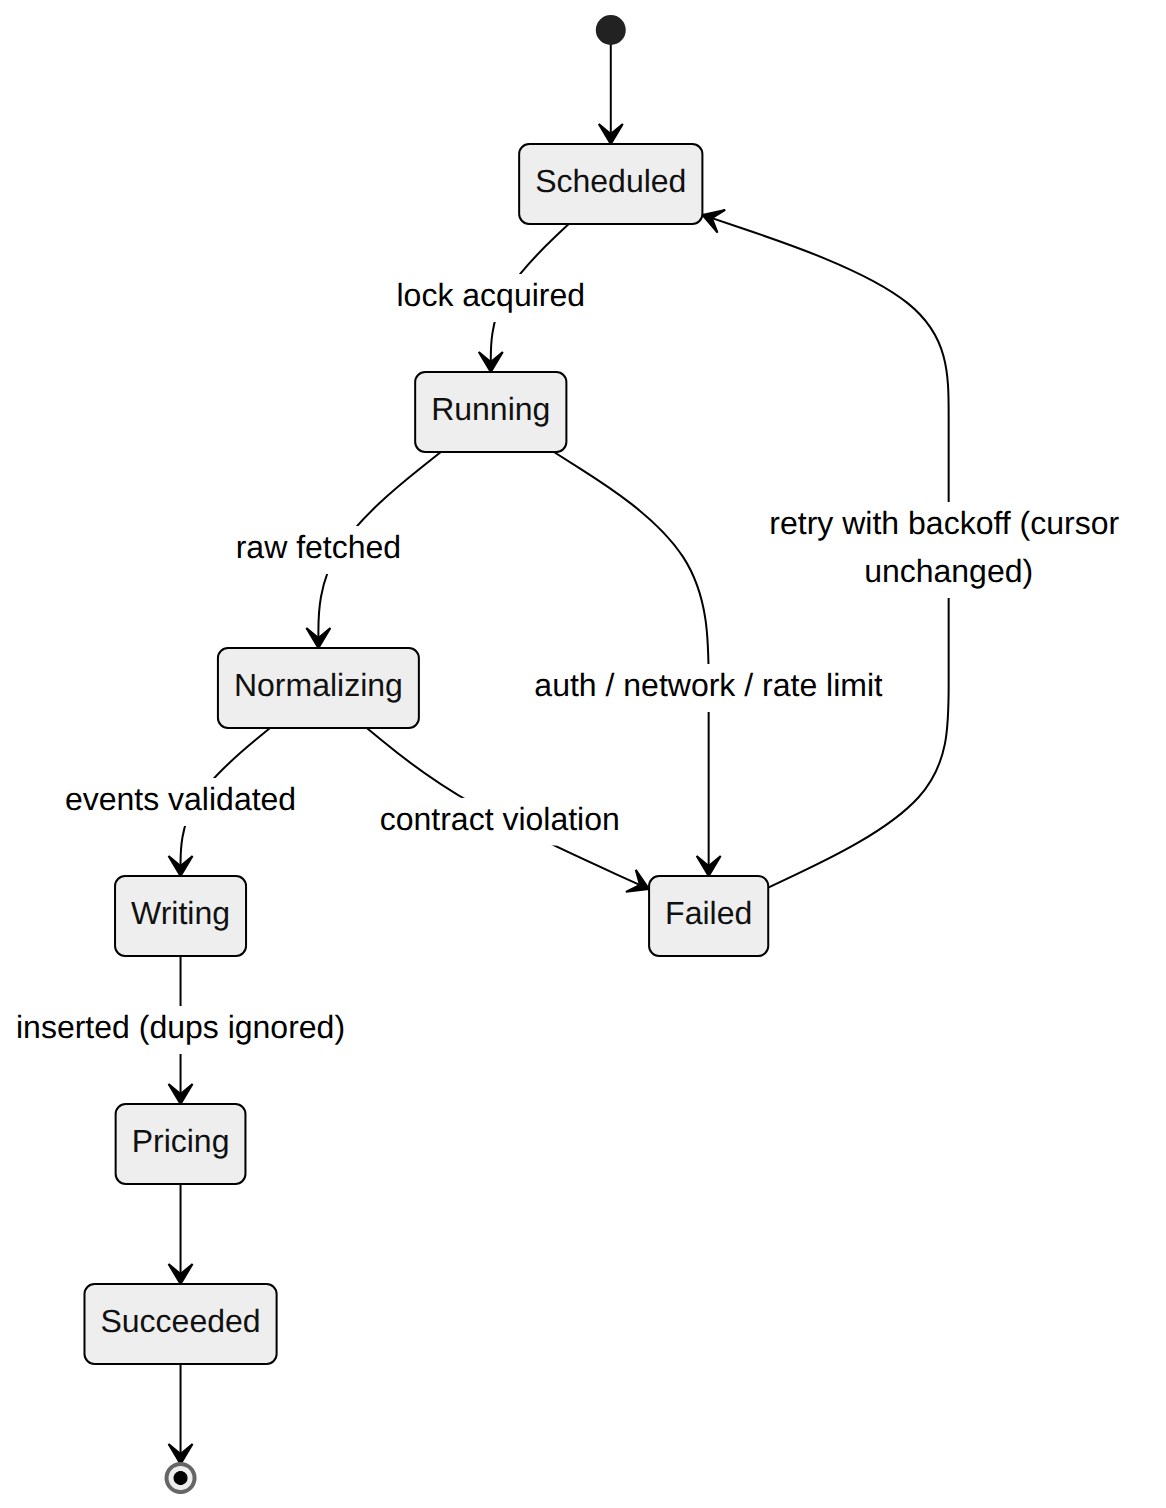 Scheduled
lock acquired
Running
retry with backoff (cursor
unchanged)
raw fetched
Normalizing
auth / network / rate limit
events validated
contract violation
Writing
Failed
inserted (dups ignored)
Pricing
Succeeded